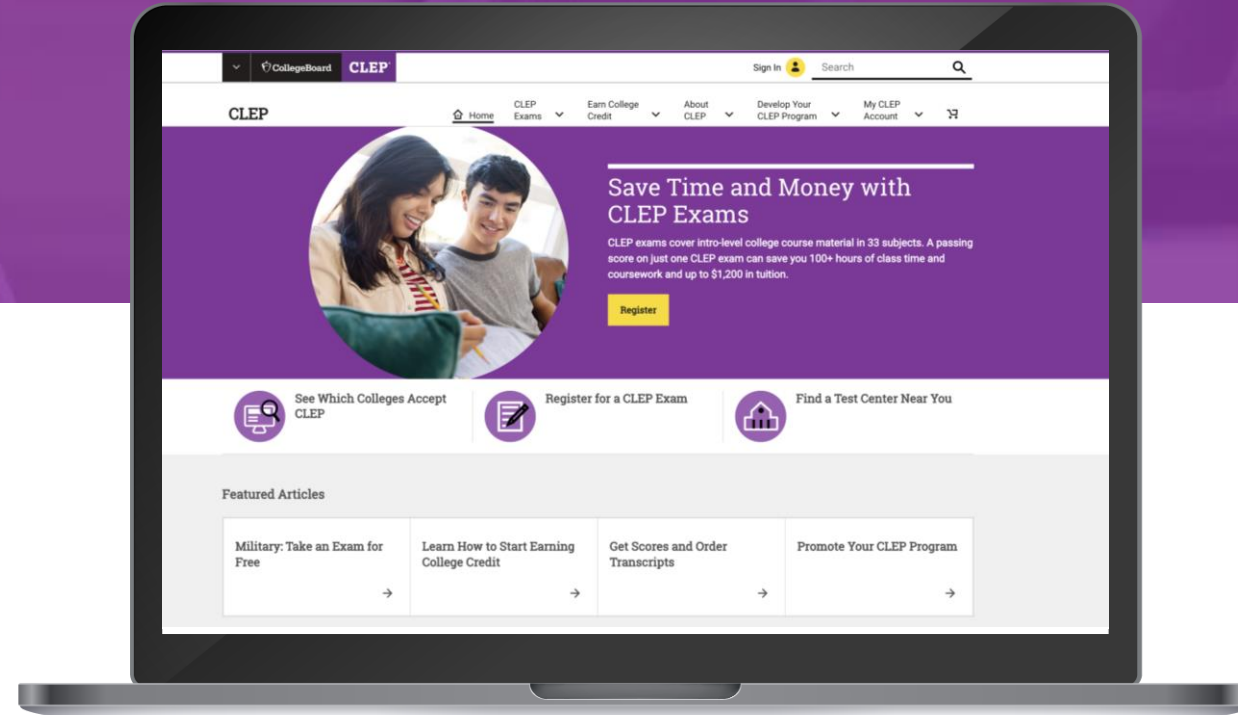 CollegeBoard CLEP
Sign In Search
CLEP
Home
CLEP Exams
Earn College Credit
About CLEP
Develop Your CLEP Program
My CLEP Account
Save Time and Money with
CLEP Exams
CLEP exams cover intro-level college course material in 33 subjects. A passing
score on just one CLEP exam can save you 100+ hours of class time and
coursework and up to $1,200 in tuition.
Register
See Which Colleges Accept
CLEP
Register for a CLEP Exam
Find a Test Center Near You
Featured Articles
Military: Take an Exam for
Free
Learn How to Start Earning
College Credit
Get Scores and Order
Transcripts
Promote Your CLEP Program